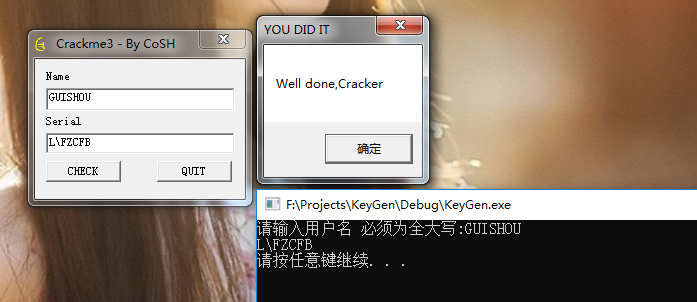 Crackme3 - By CoSH
Name
GUISHOU
Serial
L\FZCFB
CHECK
QUIT
YOU DID IT
Well done,Cracker
确定
F:\Projects\KeyGen\Debug\KeyGen.exe
请输入用户名 必须为全大写:GUISHOU
L\FZCFB
请按任意键继续. . .